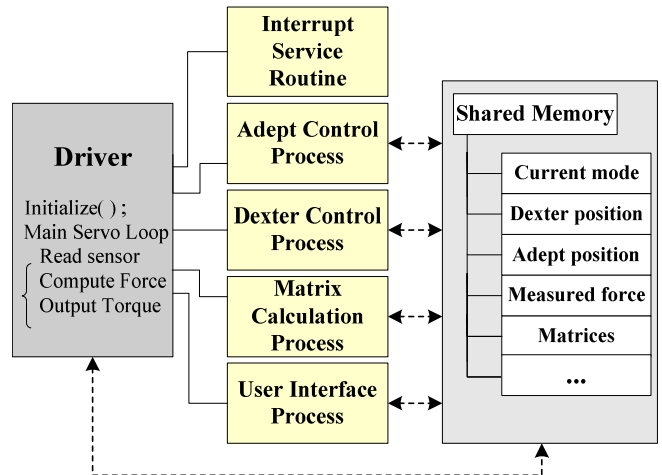 Interrupt
Service
Routine
Adept Control
Process
Dexter Control
Process
Matrix
Calculation
Process
User Interface
Process
Driver
Initialize( ) ;
Main Servo Loop
Read sensor
Compute Force
Output Torque
Shared Memory
Current mode
Dexter position
Adept position
Measured force
Matrices
...